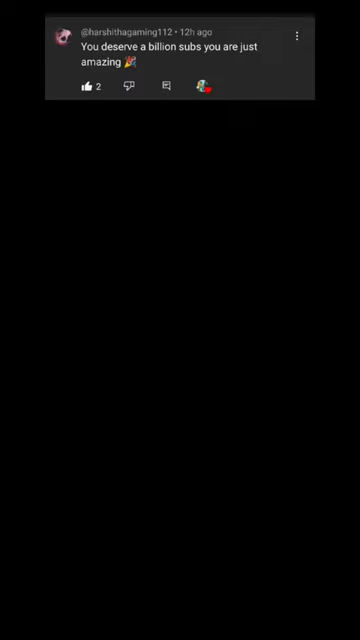 @harshithagaming112 • 12h ago
You deserve a billion subs you are just
amazing 🎉
2